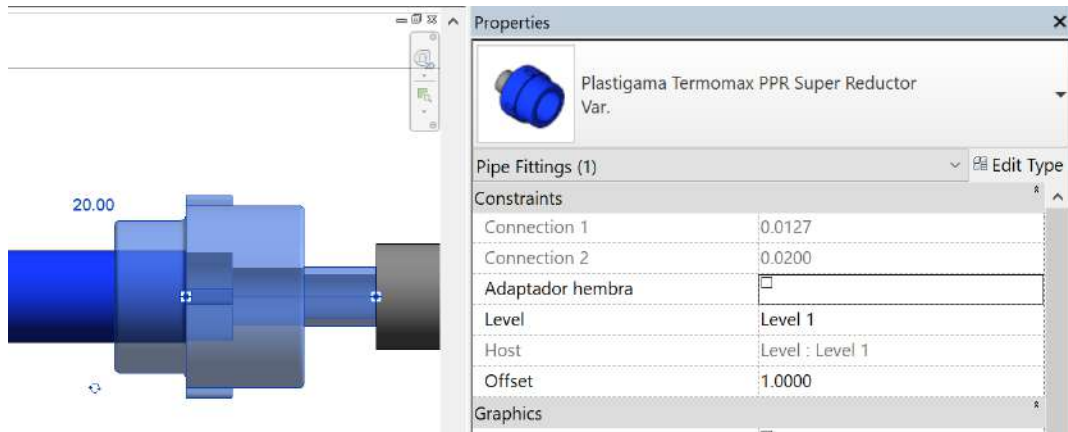 20.00
Properties
Plastigama Termomax PPR Super Reductor
Var.
Pipe Fittings (1)
Edit Type
Constraints
Connection 1 0.0127
Connection 2 0.0200
Adaptador hembra
Level Level 1
Host Level : Level 1
Offset 1.0000
Graphics